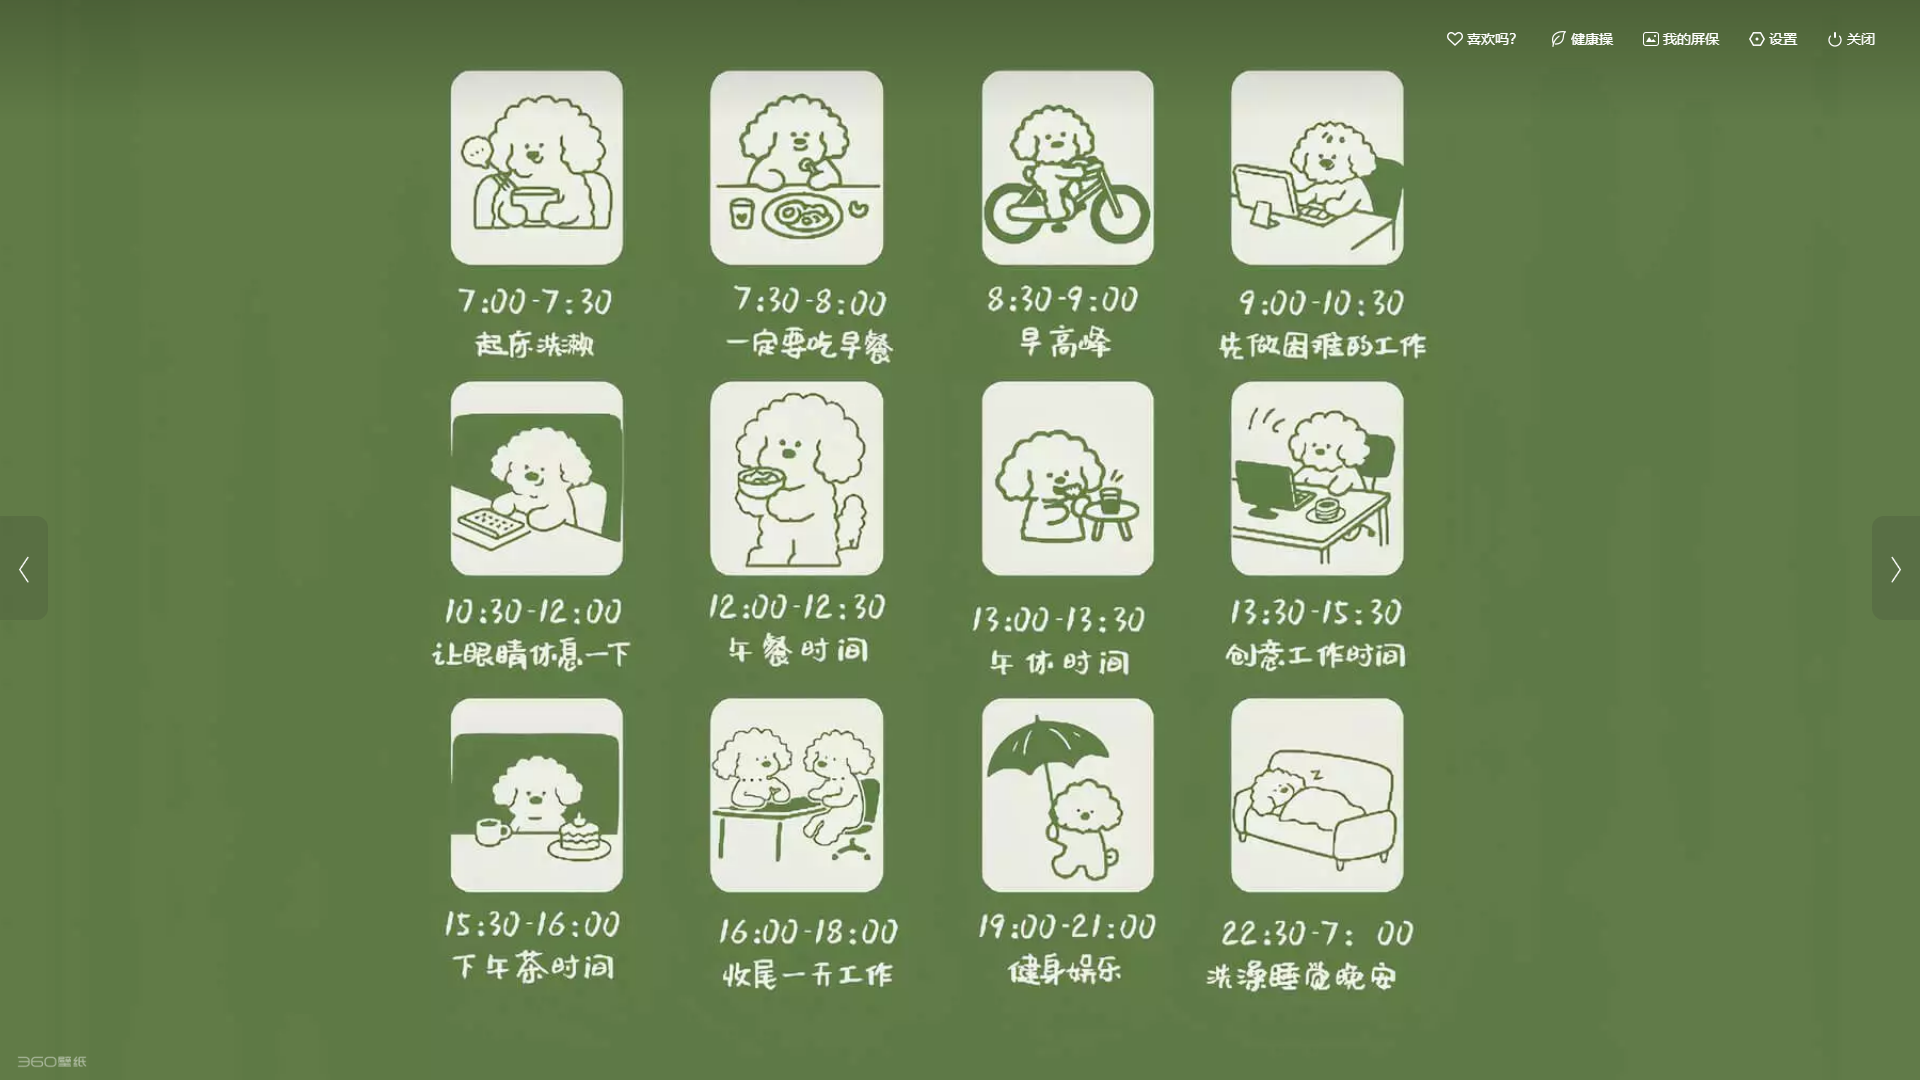 喜欢吗?
健康操
我的屏保
设置
关闭
7:00-7:30
起床洗漱
7:30-8:00
一定要吃早餐
8:30-9:00
早高峰
9:00-10:30
先做困难的工作
10:30-12:00
让眼睛休息一下
12:00-12:30
午餐时间
13:00-13:30
午休时间
13:30-15:30
创意工作时间
15:30-16:00
下午茶时间
16:00-18:00
收尾一天工作
19:00-21:00
健身娱乐
22:30-7: 00
洗澡睡觉晚安
Z
360壁纸